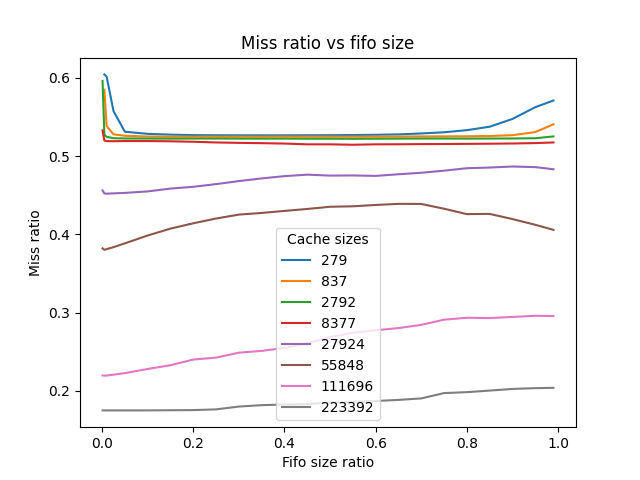 Miss ratio vs fifo size
Miss ratio
0.6
0.5
0.4
0.3
0.2
Cache sizes
279
837
2792
8377
27924
55848
111696
223392
0.0 0.2 0.4 0.6 0.8 1.0
Fifo size ratio